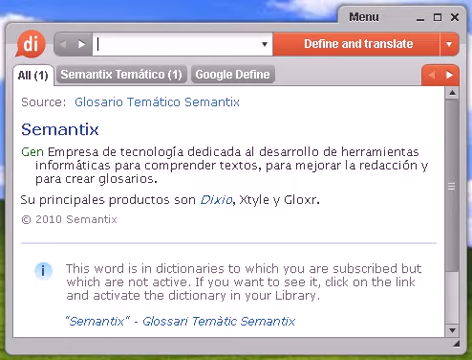 Menu
di
Define and translate
All (1)
Semantix Temático (1)
Google Define
Source: Glosario Temático Semantix
Semantix
Gen Empresa de tecnología dedicada al desarrollo de herramientas
informáticas para comprender textos, para mejorar la redacción y
para crear glosarios.
Su principales productos son Dixio, Xtyle y Gloxr.
© 2010 Semantix
i
This word is in dictionaries to which you are subscribed but
which are not active. If you want to see it, click on the link
and activate the dictionary in your Library.
"Semantix" - Glossari Temàtic Semantix